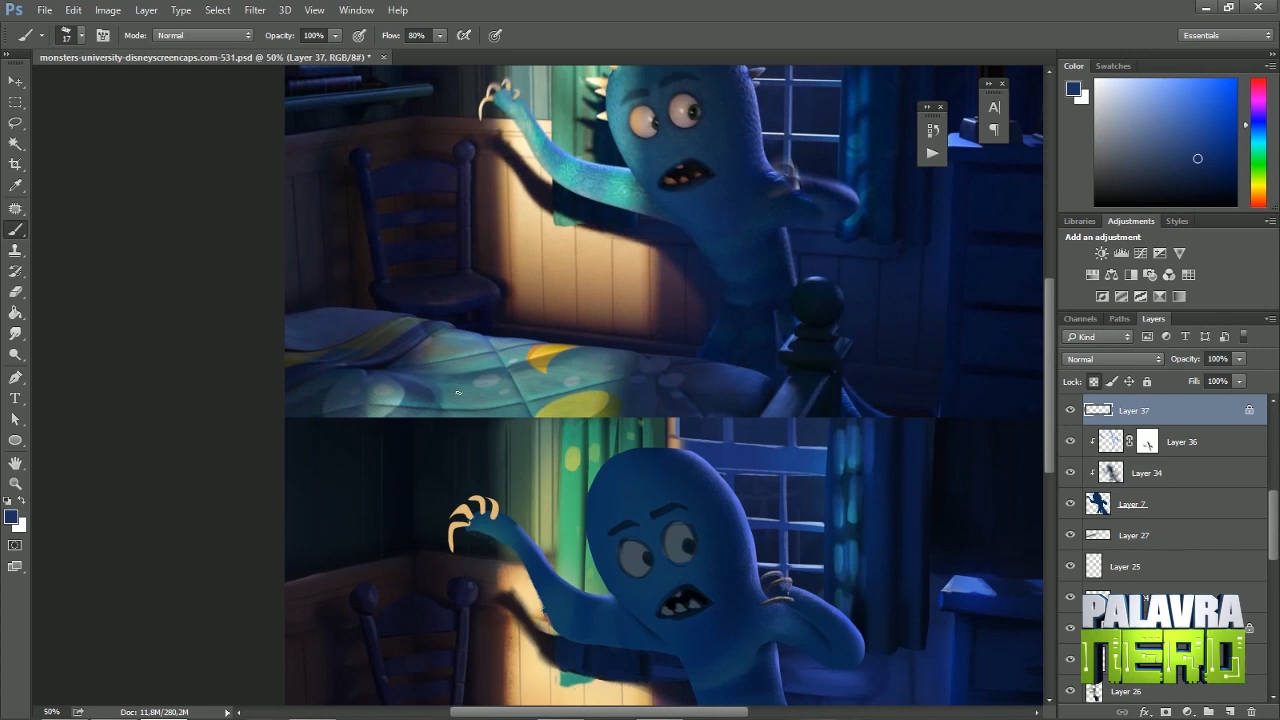 Ps File Edit Image Layer Type Select Filter 3D View Window Help
17 Mode: Normal Opacity: 100% Flow: 80% Essentials
monsters-university-disneyscreencaps.com-531.psd @ 50% (Layer 37, RGB/8#) *
Color Swatches
Libraries Adjustments Styles
Add an adjustment
Channels Paths Layers
Kind
Normal Opacity: 100%
Lock: Fill: 100%
Layer 37
Layer 36
Layer 34
Layer 7
Layer 27
Layer 25
PALAVRA
NERD
Layer 26
50% Doc: 11,8M/280,2M